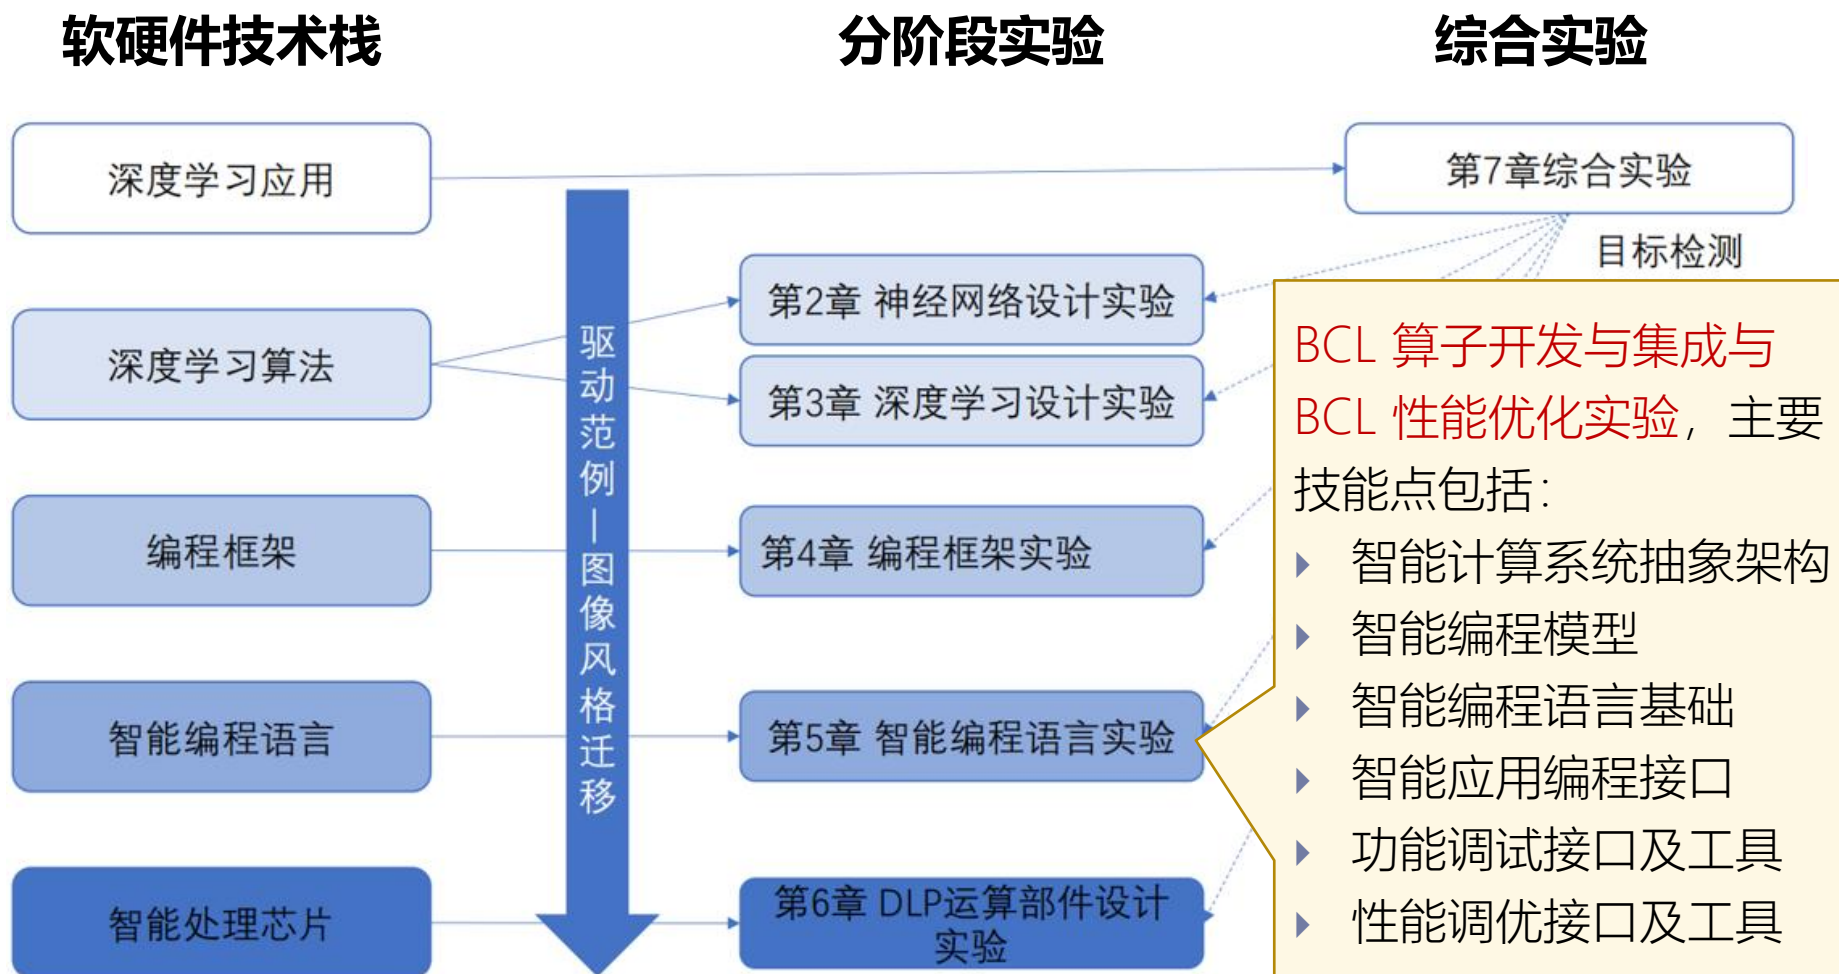 软硬件技术栈
分阶段实验
综合实验
深度学习应用
第7章综合实验
目标检测
深度学习算法
第2章 神经网络设计实验
第3章 深度学习设计实验
编程框架
第4章 编程框架实验
智能编程语言
第5章 智能编程语言实验
智能处理芯片
第6章 DLP运算部件设计
实验
驱动范例—图像风格迁移
BCL 算子开发与集成与
BCL 性能优化实验，主要
技能点包括：
智能计算系统抽象架构
智能编程模型
智能编程语言基础
智能应用编程接口
功能调试接口及工具
性能调优接口及工具